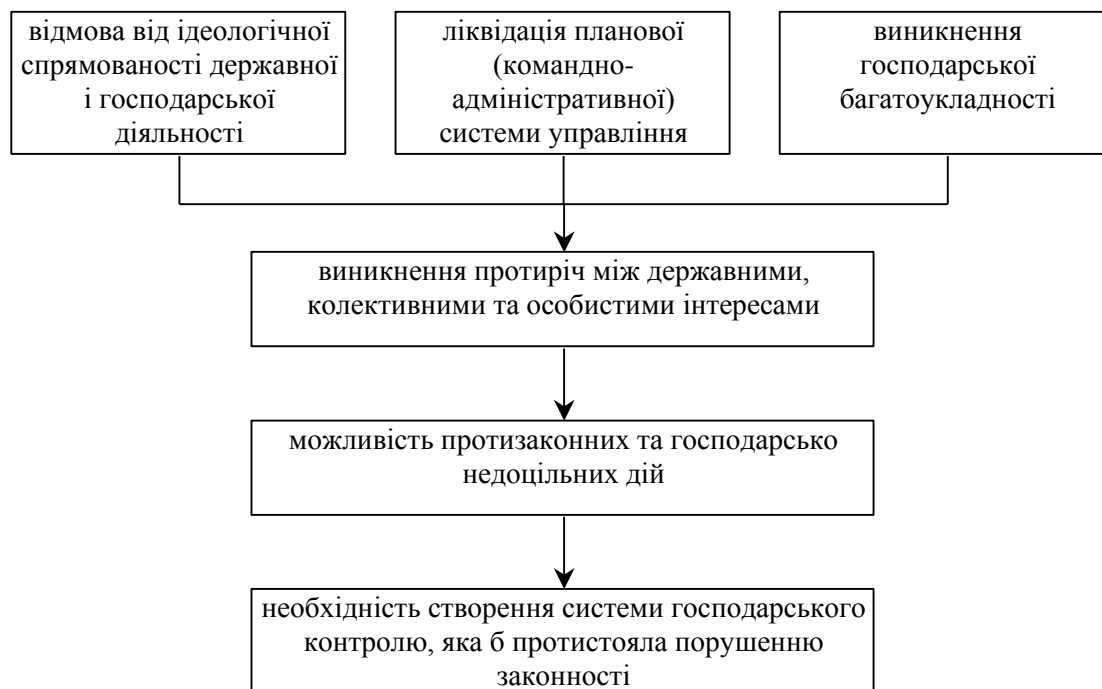 відмова від ідеологічної
спрямованості державної
і господарської
діяльності
ліквідація планової
(командно-
адміністративної)
системи управління
виникнення
господарської
багатоукладності
виникнення протиріч між державними,
колективними та особистими інтересами
можливість протизаконних та господарсько
недоцільних дій
необхідність створення системи господарського
контролю, яка б протистояла порушенню
законності